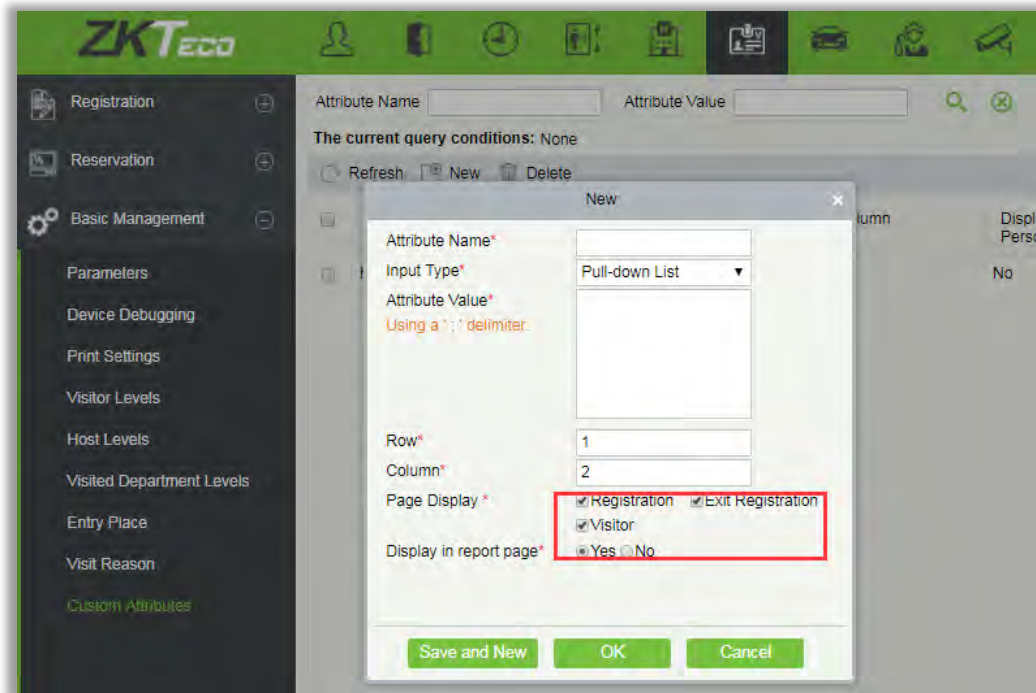 ZKTeco
Registration
Attribute Name Attribute Value
The current query conditions: None
Reservation
Refresh New Delete
New
Basic Management
Attribute Name*
Input Type* Pull-down List
Attribute Value*
Using a ' ; ' delimiter.
Row* 1
Column* 2
Page Display * Registration Exit Registration
Visitor
Display in report page* Yes No
Save and New OK Cancel
No
Parameters
Device Debugging
Print Settings
Visitor Levels
Host Levels
Visited Department Levels
Entry Place
Visit Reason
Custom Attributes